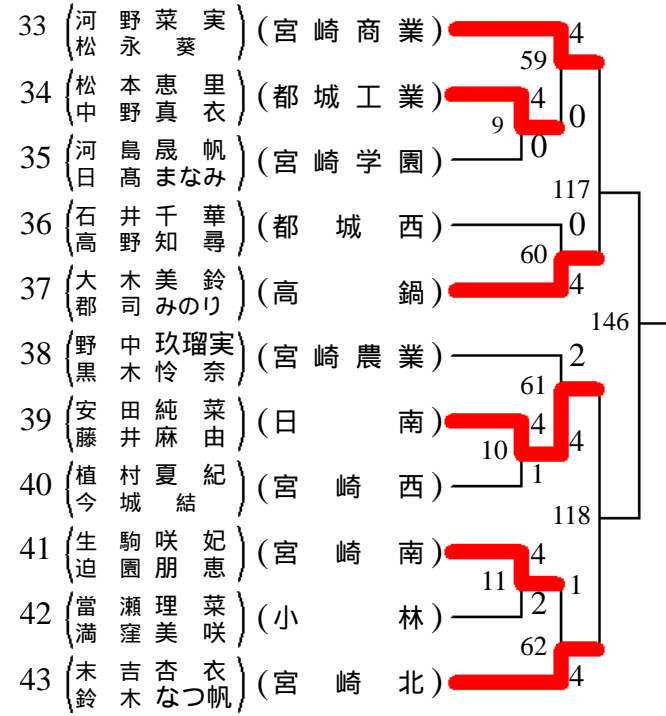 33 河野菜実 (宮崎商業) 4
松永葵
59
34 松本恵里 (都城工業) 4 0
中野真衣
9
35 河島晟帆 (宮崎学園) 0
日髙まなみ
117
36 石井千華 (都城西) 0
高野知尋
60
37 大木美鈴 (高鍋) 4
郡司みのり
146
38 野中玖瑠実 (宮崎農業) 2
黒木怜奈
61
39 安田純菜 (日南) 4 4
藤井麻由
10
40 植村夏紀 (宮崎西) 1
今城結
118
41 生駒咲妃 (宮崎南) 4
迫園朋恵
11 1
42 當瀬理菜 (小林) 2
満窪美咲
62
43 末吉杏衣 (宮崎北) 4
鈴木なつ帆